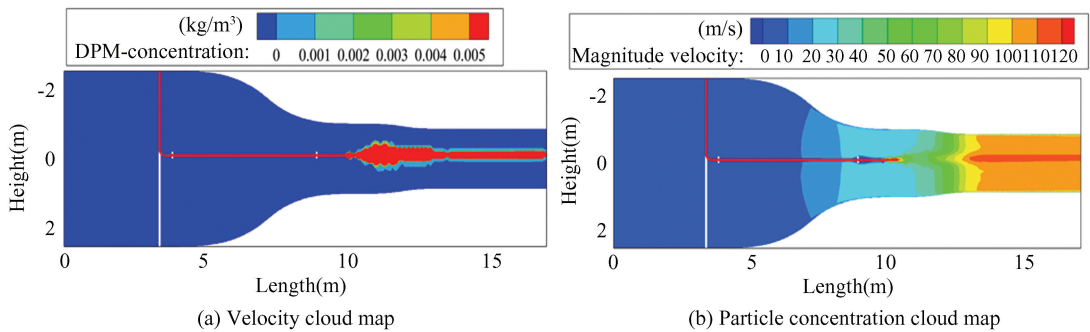 (kg/m³)
DPM-concentration: 0 0.001 0.002 0.003 0.004 0.005
-2
0
2
Height(m)
0 5 10 15
Length(m)
(a) Velocity cloud map
(m/s)
Magnitude velocity: 0 10 20 30 40 50 60 70 80 90 100110120
-2
0
2
Height(m)
0 5 10 15
Length(m)
(b) Particle concentration cloud map